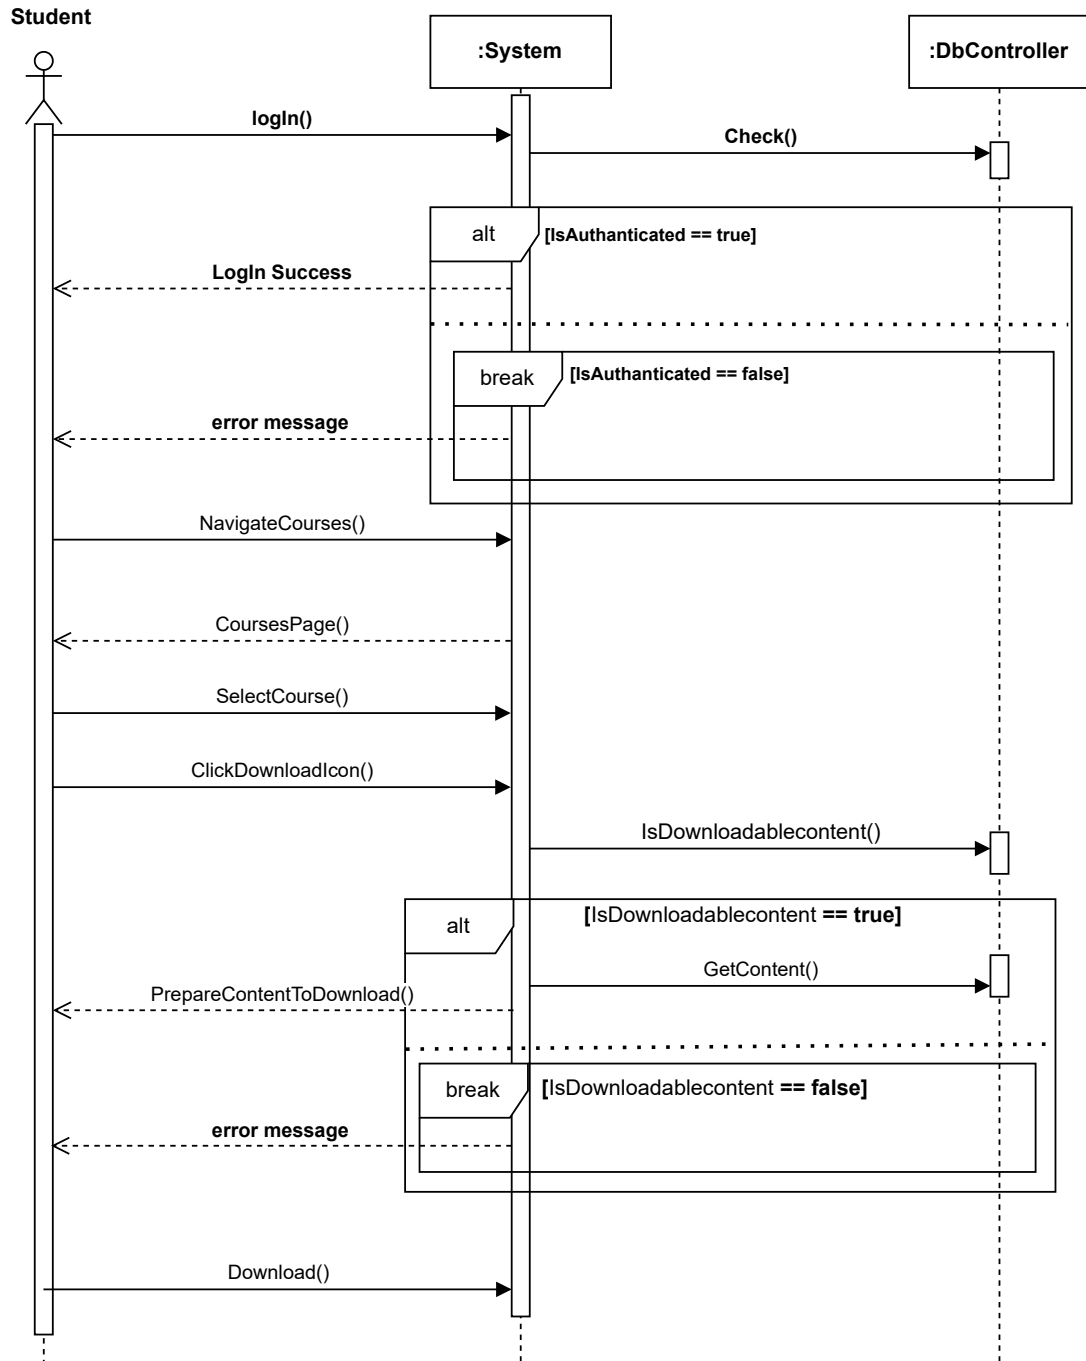 Student
:System
:DbController
logIn()
Check()
alt
[IsAuthanticated == true]
LogIn Success
break
[IsAuthanticated == false]
error message
NavigateCourses()
CoursesPage()
SelectCourse()
ClickDownloadIcon()
IsDownloadablecontent()
alt
[IsDownloadablecontent == true]
GetContent()
PrepareContentToDownload()
break
[IsDownloadablecontent == false]
error message
Download()